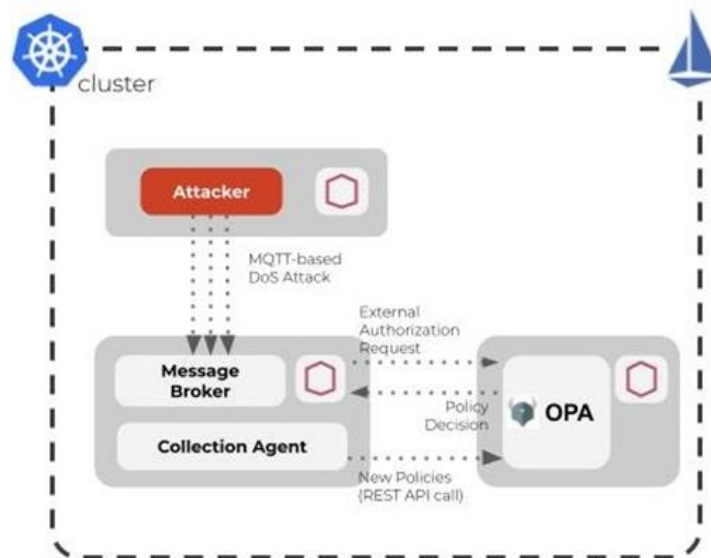 cluster
Attacker
MQTT-based
DoS Attack
External
Authorization
Request
Message
Broker
Policy
Decision
OPA
Collection Agent
New Policies
(REST API call)